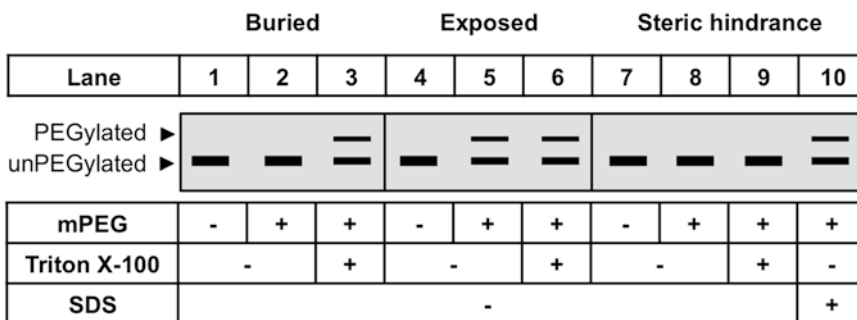 Buried Exposed Steric hindrance
Lane 1 2 3 4 5 6 7 8 9 10
PEGylated ►
unPEGylated ►
mPEG - + + - + + - + + +
Triton X-100 - + - + - + -
SDS - +